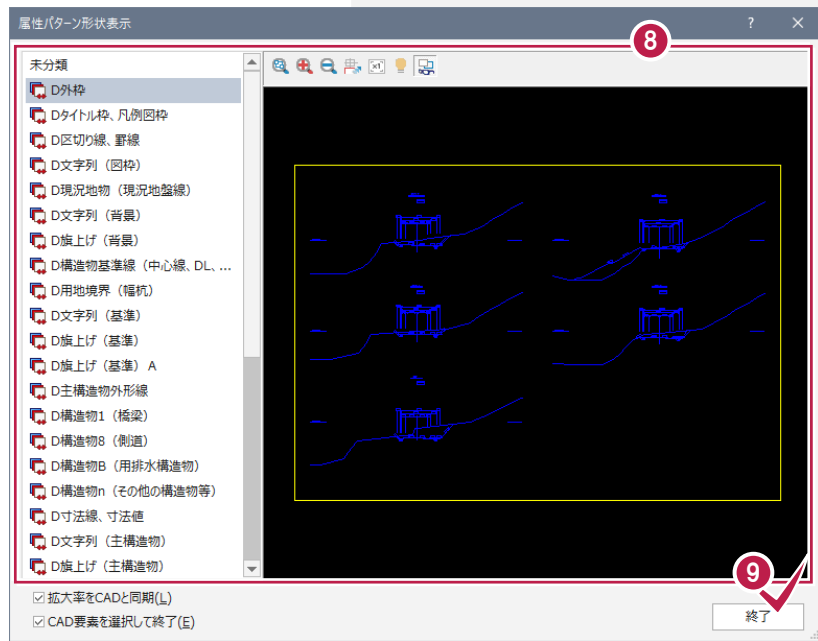 属性パターン形状表示
? ×
8
未分類
D外枠
Dタイトル枠、凡例図枠
D区切り線、罫線
D文字列（図枠）
D現況地物（現況地盤線）
D文字列（背景）
D旗上げ（背景）
D構造物基準線（中心線、DL、...
D用地境界（幅杭）
D文字列（基準）
D旗上げ（基準）
D旗上げ（基準）A
D主構造物外形線
D構造物1（橋梁）
D構造物8（側道）
D構造物B（用排水構造物）
D構造物n（その他の構造物等）
D寸法線、寸法値
D文字列（主構造物）
D旗上げ（主構造物）
×1
9
拡大率をCADと同期(L)
CAD要素を選択して終了(E)
終了